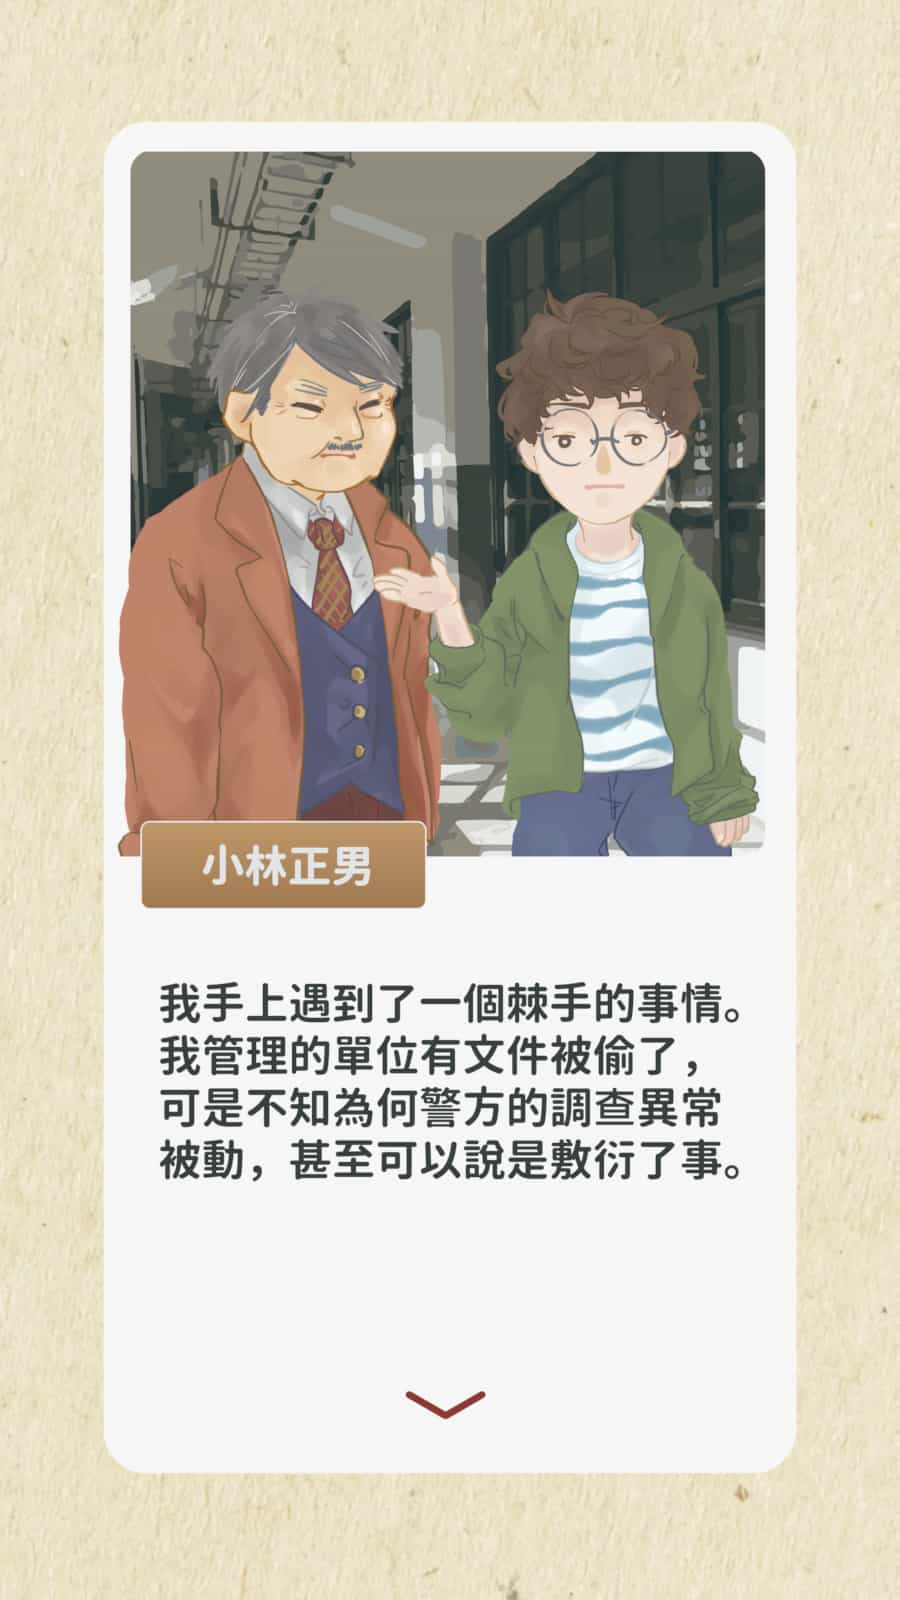 小林正男
我手上遇到了一個棘手的事情。
我管理的單位有文件被偷了，
可是不知為何警方的調查異常
被動，甚至可以說是敷衍了事。